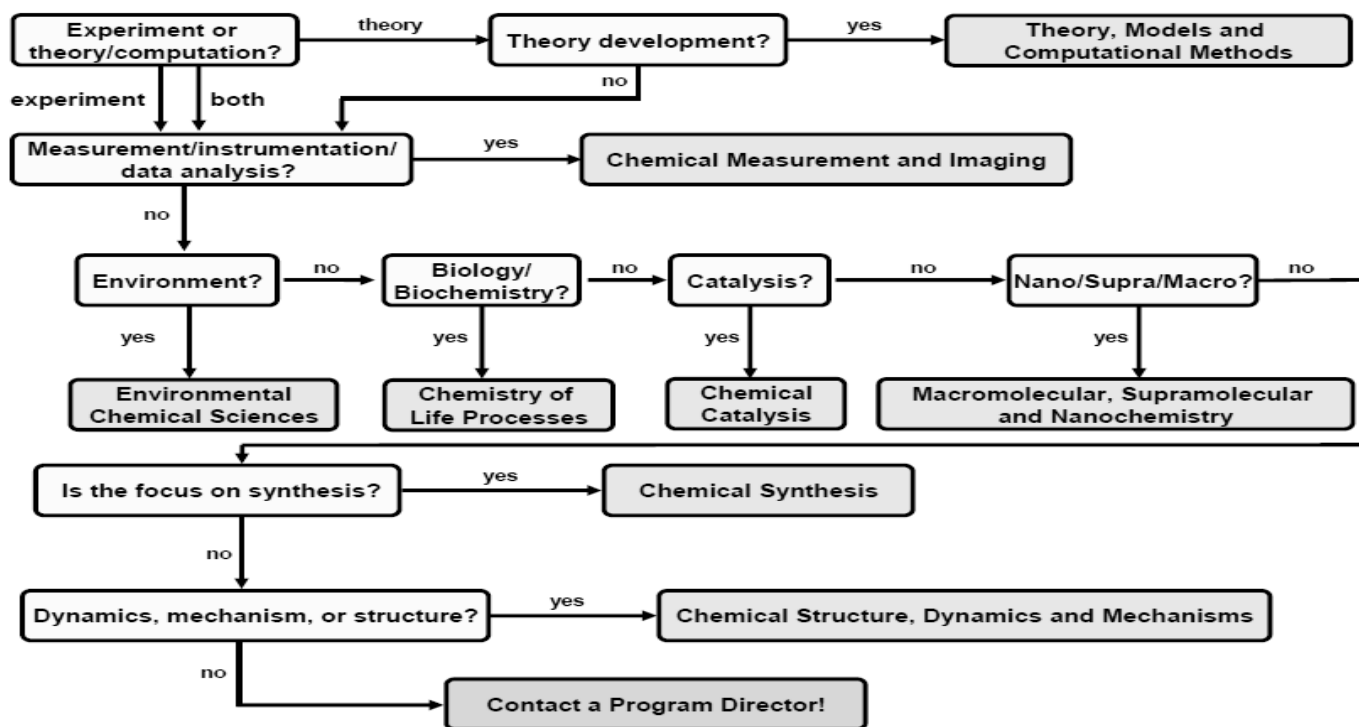 Experiment or
theory/computation?
theory
Theory development?
yes
Theory, Models and
Computational Methods
experiment
both
no
Measurement/instrumentation/
data analysis?
yes
Chemical Measurement and Imaging
no
Environment?
no
Biology/
Biochemistry?
no
Catalysis?
no
Nano/Supra/Macro?
no
yes
yes
yes
yes
Environmental
Chemical Sciences
Chemistry of
Life Processes
Chemical
Catalysis
Macromolecular, Supramolecular
and Nanochemistry
Is the focus on synthesis?
yes
Chemical Synthesis
no
Dynamics, mechanism, or structure?
yes
Chemical Structure, Dynamics and Mechanisms
no
Contact a Program Director!